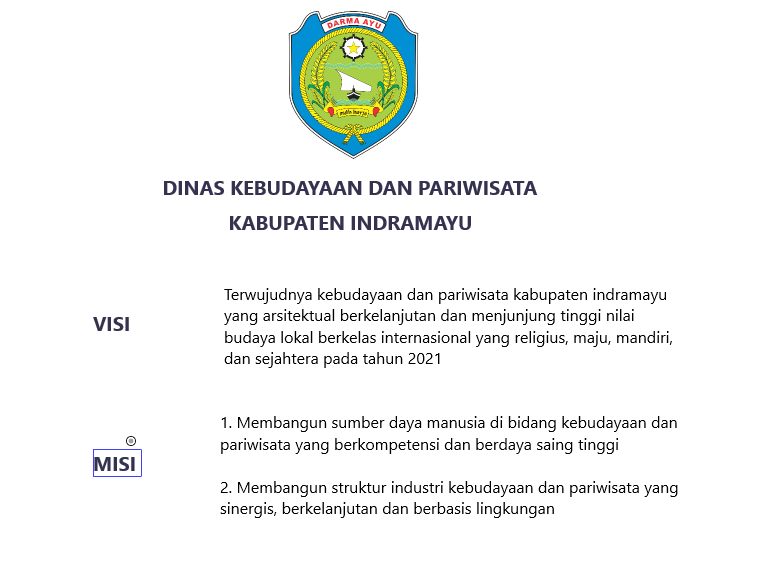 DARMA AYU
mulih harja
DINAS KEBUDAYAAN DAN PARIWISATA
KABUPATEN INDRAMAYU
VISI
Terwujudnya kebudayaan dan pariwisata kabupaten indramayu
yang arsitektual berkelanjutan dan menjunjung tinggi nilai
budaya lokal berkelas internasional yang religius, maju, mandiri,
dan sejahtera pada tahun 2021
MISI
1. Membangun sumber daya manusia di bidang kebudayaan dan
pariwisata yang berkompetensi dan berdaya saing tinggi
2. Membangun struktur industri kebudayaan dan pariwisata yang
sinergis, berkelanjutan dan berbasis lingkungan